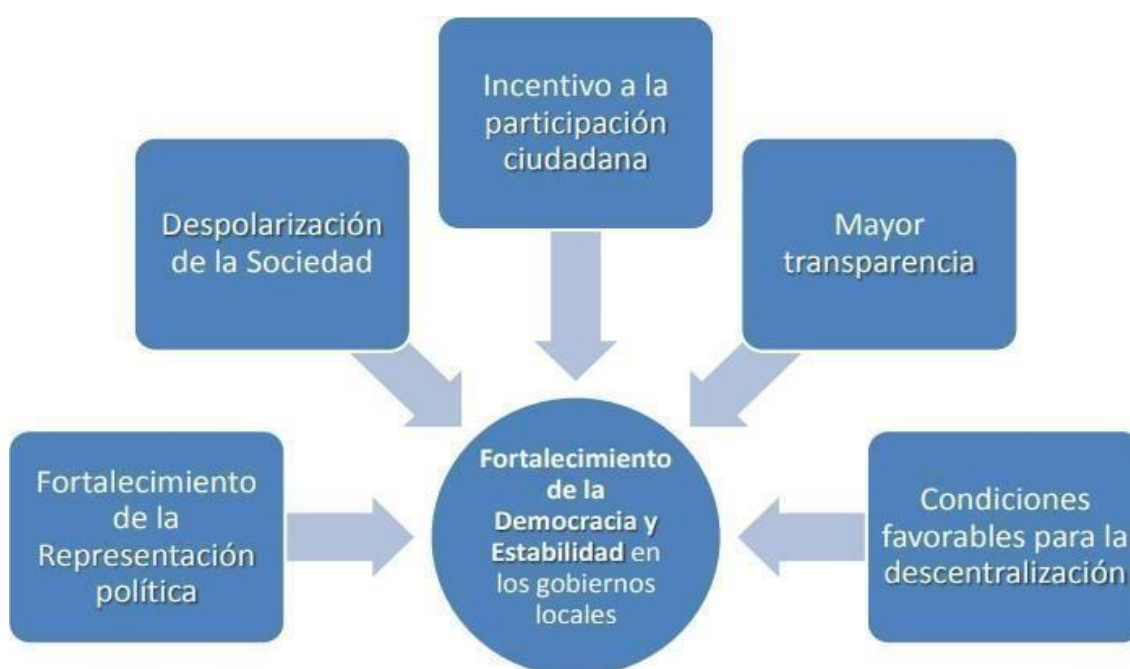 Incentivo a la
participación
ciudadana
Despolarización
de la Sociedad
Mayor
transparencia
Fortalecimiento
de la
Representación
política
Fortalecimiento
de la
Democracia y
Estabilidad en
los gobiernos
locales
Condiciones
favorables para la
descentralización